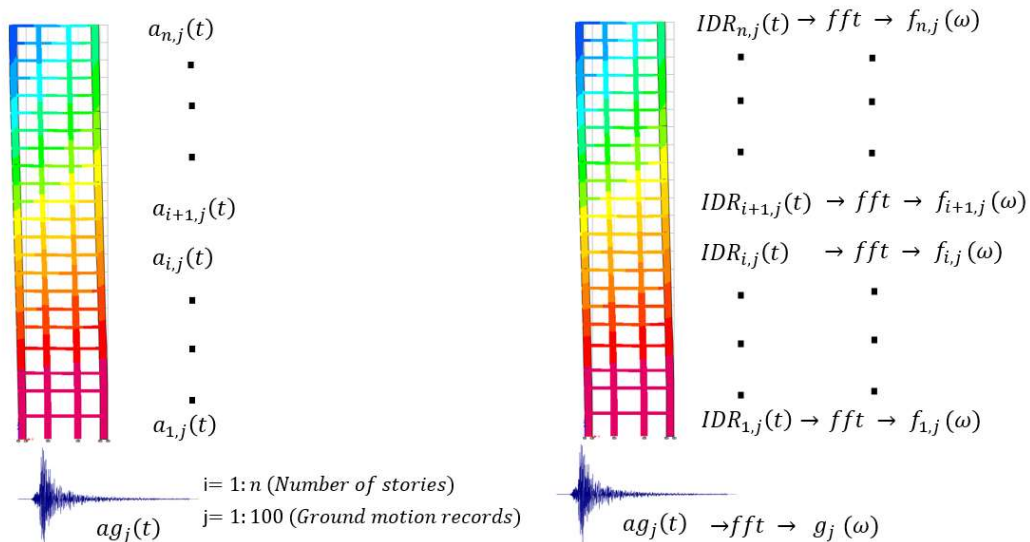 a_{n,j}(t)
a_{i+1,j}(t)
a_{i,j}(t)
a_{1,j}(t)
ag_j(t)
i= 1: n (Number of stories)
j= 1: 100 (Ground motion records)
IDR_{n,j}(t) → fft → f_{n,j}(ω)
IDR_{i+1,j}(t) → fft → f_{i+1,j}(ω)
IDR_{i,j}(t) → fft → f_{i,j}(ω)
IDR_{1,j}(t) → fft → f_{1,j}(ω)
ag_j(t) →fft → g_j (ω)